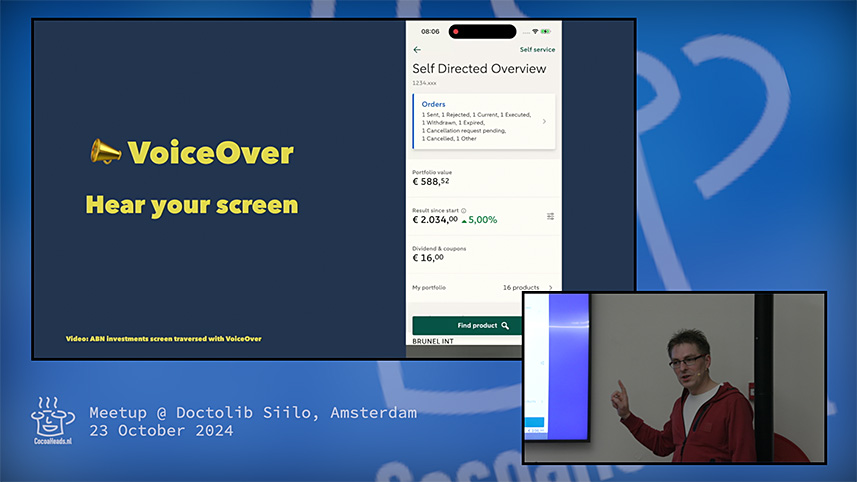 VoiceOver
Hear your screen
Video: ABN investments screen traversed with VoiceOver
08:06
Self service
Self Directed Overview
1234.xxx
Orders
1 Sent, 1 Rejected, 1 Current, 1 Executed,
1 Withdrawn, 1 Expired,
1 Cancellation request pending,
1 Cancelled, 1 Other
Portfolio value
€ 588,52
Result since start
€ 2.034,00 5,00%
Dividend & coupons
€ 16,00
My portfolio 16 products
Find product
BRUNEL INT
Meetup @ Doctolib Siilo, Amsterdam
23 October 2024
CocoaHeads.nl